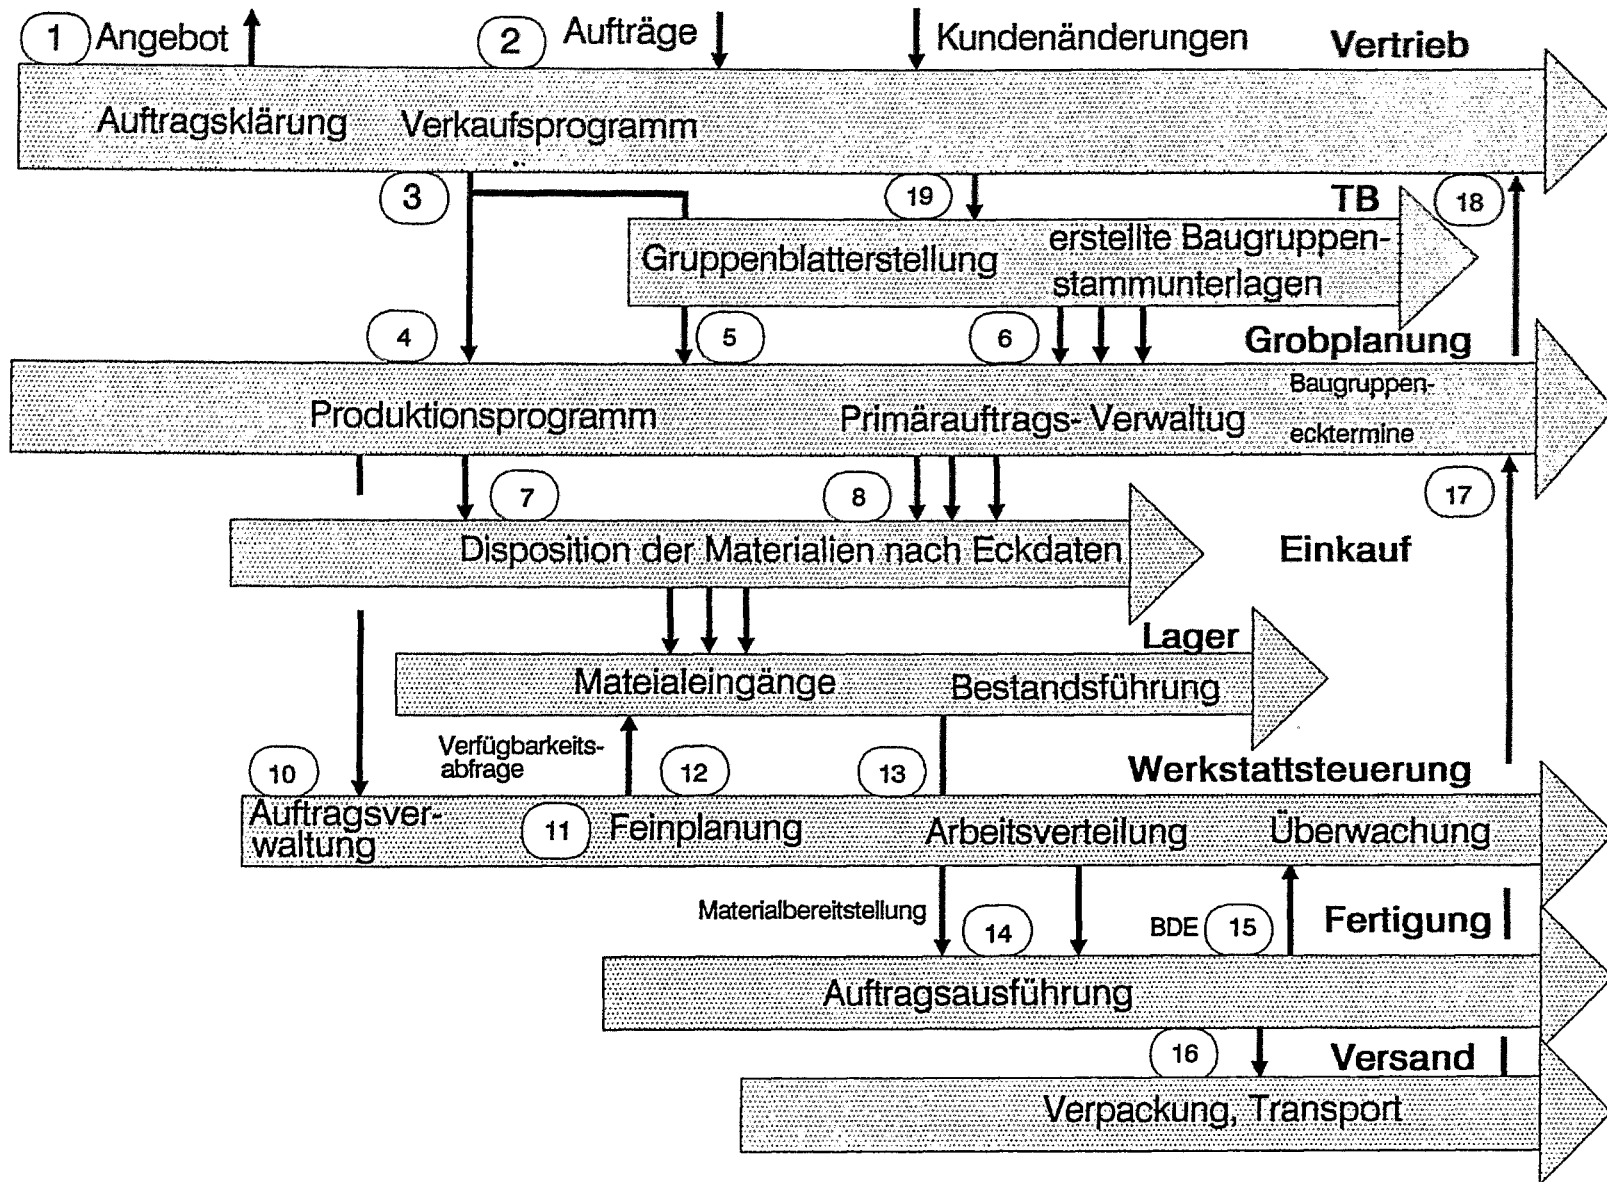 1 Angebot
2 Aufträge
Kundenänderungen
Vertrieb
Auftragsklärung
Verkaufsprogramm
3
19
TB
18
Gruppenblatterstellung
erstellte Baugruppen-
stammunterlagen
4
5
6
Grobplanung
Produktionsprogramm
Primärauftrags- Verwaltug
Baugruppen-
ecktermine
7
8
17
Disposition der Materialien nach Eckdaten
Einkauf
Lager
Mateialeingänge
Bestandsführung
Verfügbarkeits-
abfrage
10
12
13
Werkstattsteuerung
Auftragsver-
waltung
11 Feinplanung
Arbeitsverteilung
Überwachung
Materialbereitstellung
14
BDE 15
Fertigung
Auftragsausführung
16
Versand
Verpackung, Transport